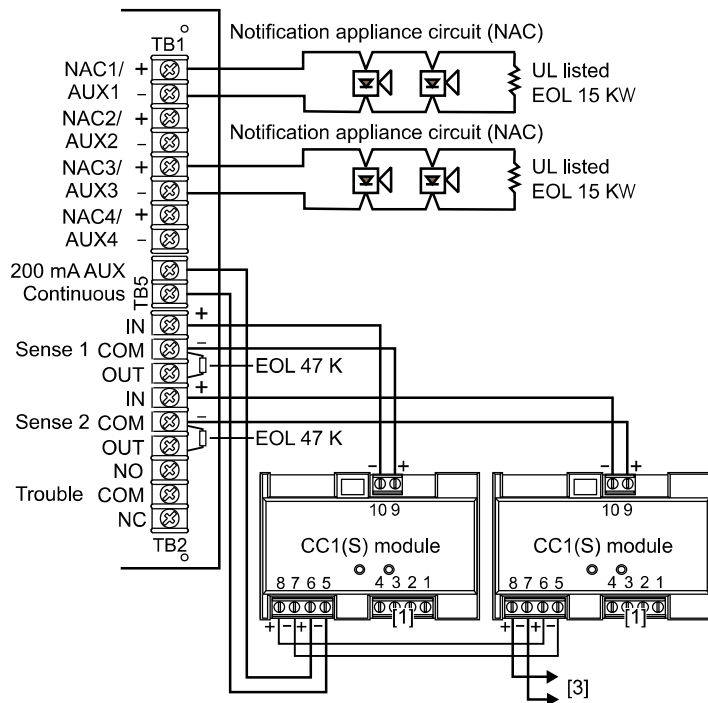 TB1
Notification appliance circuit (NAC)
NAC1/ +
AUX1 –
UL listed
EOL 15 KW
NAC2/ +
AUX2 –
Notification appliance circuit (NAC)
NAC3/ +
AUX3 –
UL listed
EOL 15 KW
NAC4/ +
AUX4 –
200 mA AUX
Continuous
TB5
+
IN
–
Sense 1 COM
OUT
EOL 47 K
+
IN
–
Sense 2 COM
OUT
EOL 47 K
NO
Trouble COM
NC
TB2
– +
10 9
CC1(S) module
8 7 6 5 4 3 2 1
[1]
+ – + –
– +
10 9
CC1(S) module
8 7 6 5 4 3 2 1
[1]
+ – + –
[3]